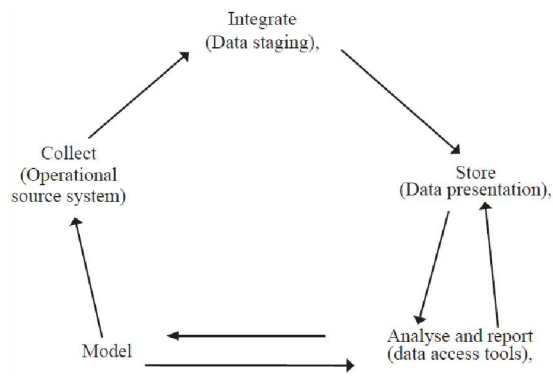 Integrate
(Data staging),
Collect
(Operational
source system)
Store
(Data presentation),
Model
Analyse and report
(data access tools),